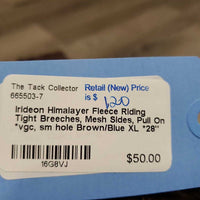 The Tack Collector
665503-7
Retail (New) Price
is $ 120
Irideon Himalayer Fleece Riding
Tight Breeches, Mesh Sides, Pull On
*vgc, sm hole Brown/Blue XL *28"
16G8VJ
$50.00